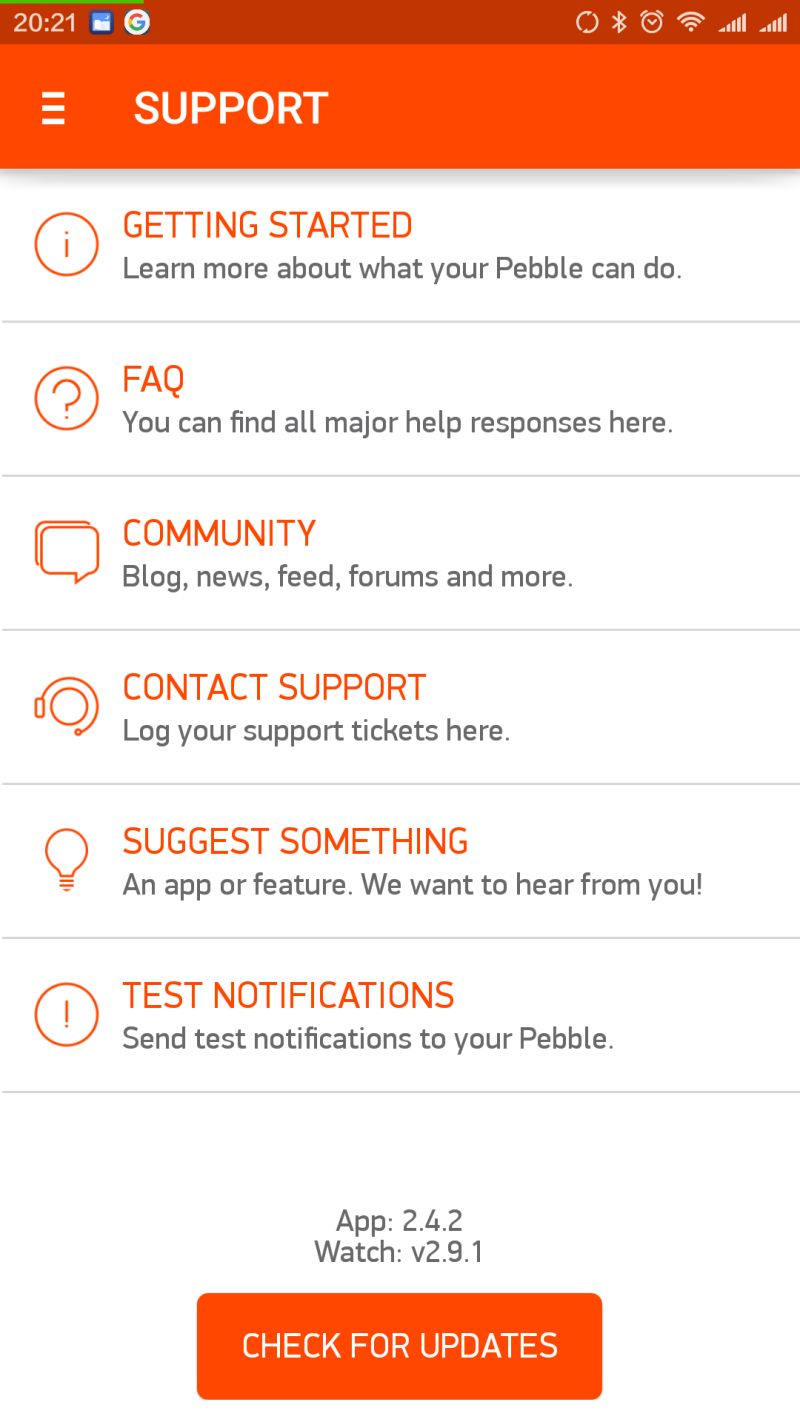 20:21
SUPPORT
GETTING STARTED
Learn more about what your Pebble can do.
FAQ
You can find all major help responses here.
COMMUNITY
Blog, news, feed, forums and more.
CONTACT SUPPORT
Log your support tickets here.
SUGGEST SOMETHING
An app or feature. We want to hear from you!
TEST NOTIFICATIONS
Send test notifications to your Pebble.
App: 2.4.2
Watch: v2.9.1
CHECK FOR UPDATES